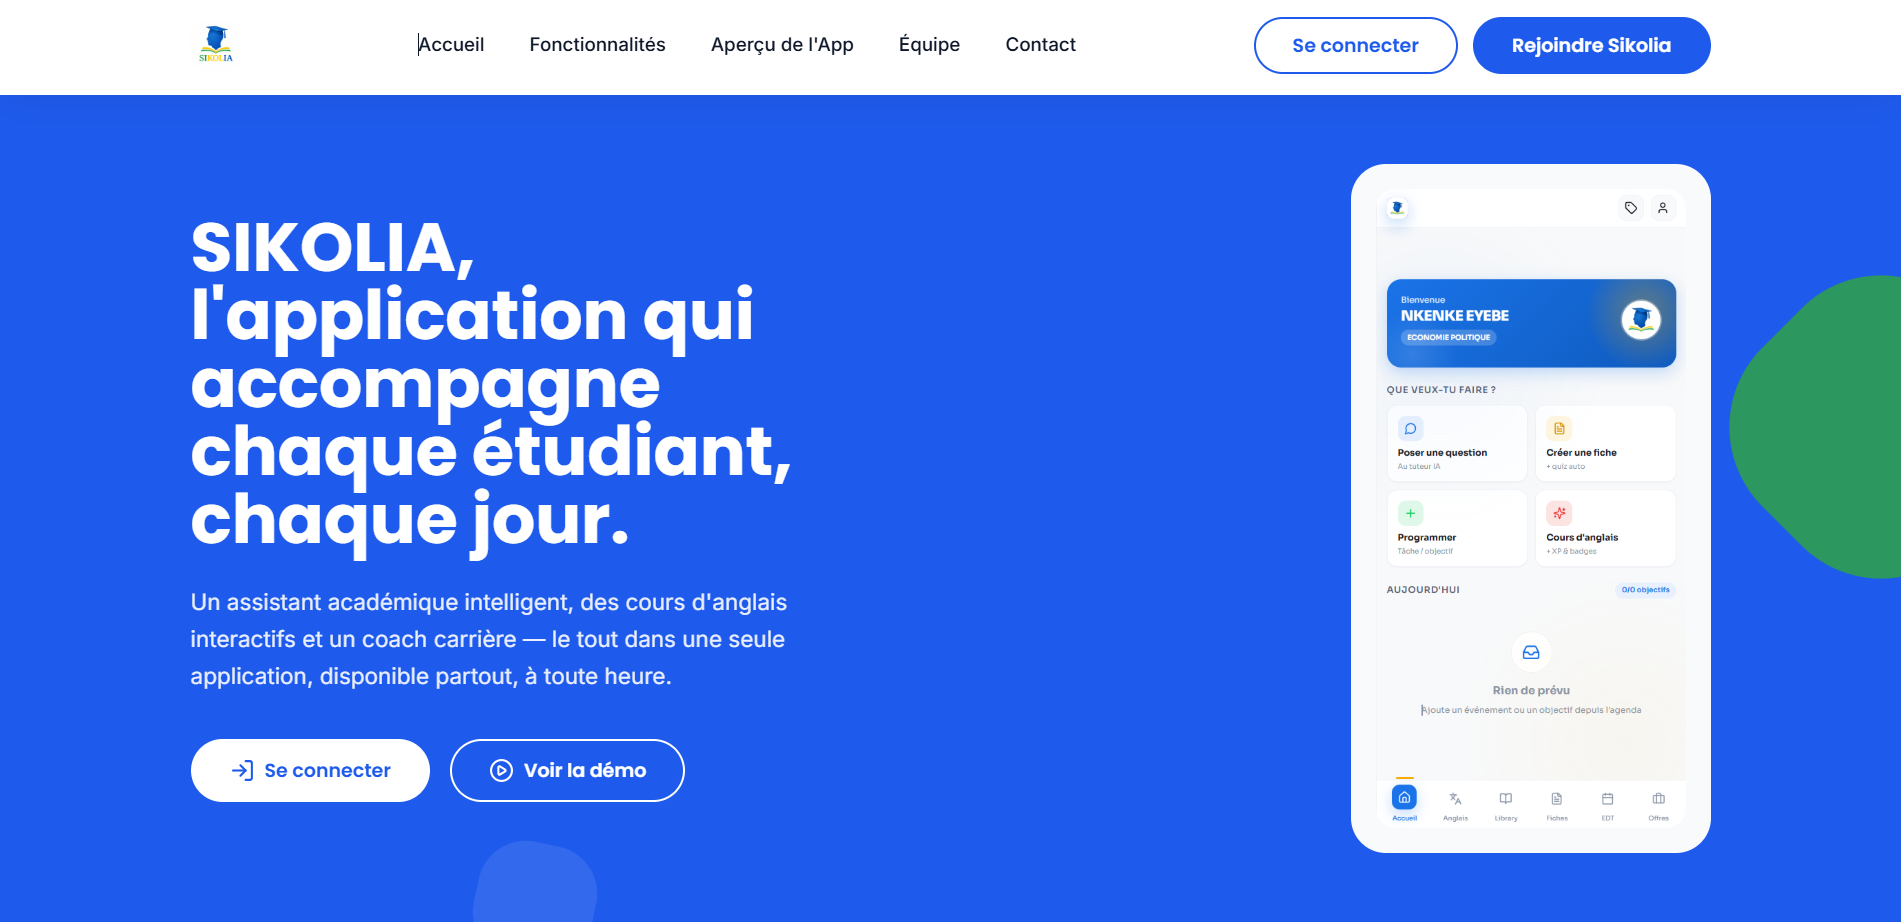 SIKOLIA
Accueil
Fonctionnalités
Aperçu de l'App
Équipe
Contact
Se connecter
Rejoindre Sikolia
SIKOLIA,
l'application qui
accompagne
chaque étudiant,
chaque jour.
Un assistant académique intelligent, des cours d'anglais
interactifs et un coach carrière — le tout dans une seule
application, disponible partout, à toute heure.
Se connecter
Voir la démo
Bienvenue
NKENKE EYEBE
ECONOMIE POLITIQUE
QUE VEUX-TU FAIRE ?
Poser une question
Au tuteur IA
Créer une fiche
+ quiz auto
Programmer
Tâche / objectif
Cours d'anglais
+ XP & badges
AUJOURD'HUI
0/0 objectifs
Rien de prévu
Ajoute un événement ou un objectif depuis l'agenda
Accueil
Anglais
Library
Fiches
EDT
Offres